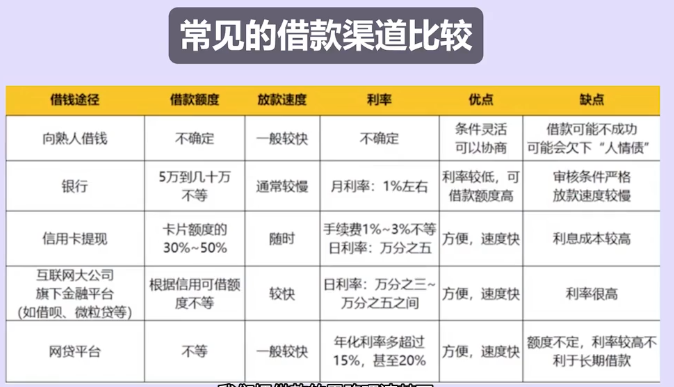 常见的借款渠道比较
借钱途径 借款额度 放款速度 利率 优点 缺点
向熟人借钱 不确定 一般较快 不确定 条件灵活 可以协商 借款可能不成功 可能会欠下“人情债”
银行 5万到几十万 不等 通常较慢 月利率：1%左右 利率较低，可 借款额度高 审核条件严格 放款速度较慢
信用卡提现 卡片额度的 30%~50% 随时 手续费1%~3%不等 日利率：万分之五 方便，速度快 利息成本较高
互联网大公司 旗下金融平台 （如借呗、微粒贷等） 根据信用可借额 度不等 较快 日利率：万分之三~ 万分之五之间 方便，速度快 利率很高
网贷平台 不等 一般较快 年化利率多超过 15%，甚至20% 方便，速度快 额度不定，利率较高不 利于长期借款